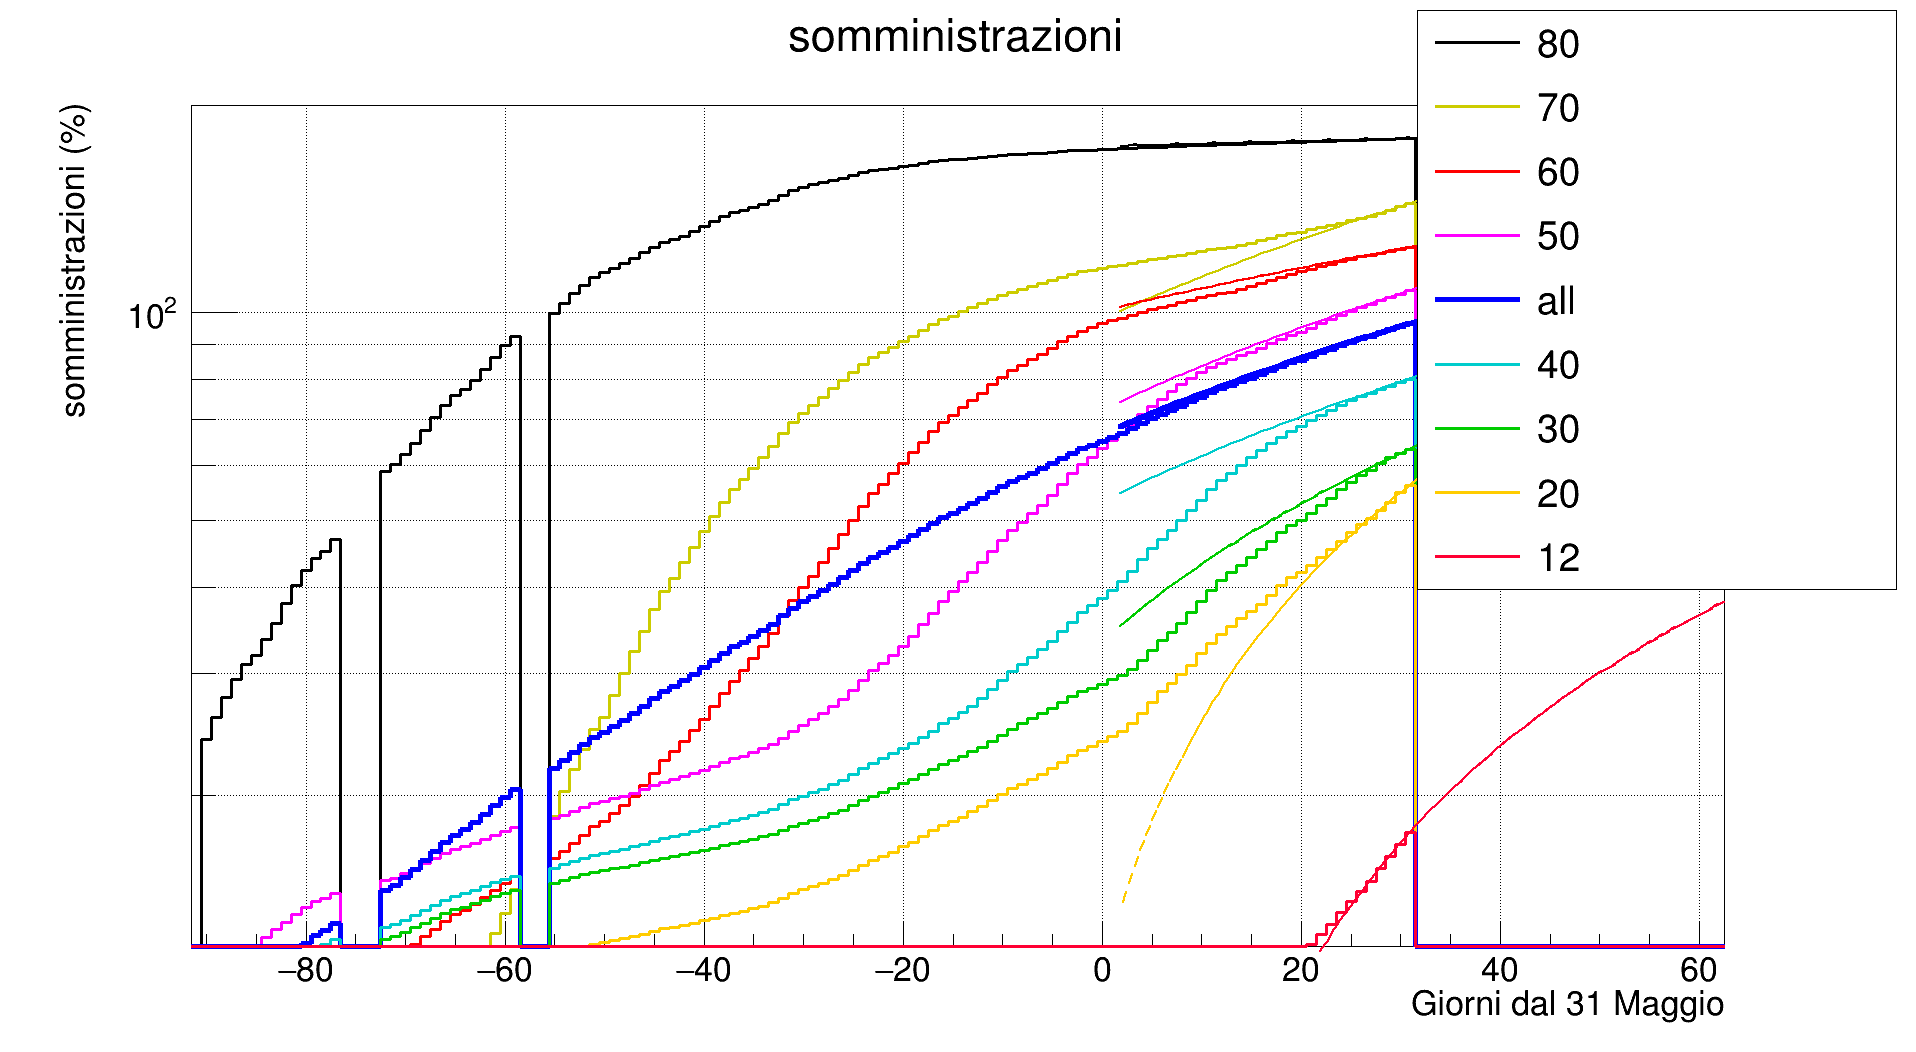 somministrazioni
somministrazioni (%)
10²
80
70
60
50
all
40
30
20
12
−80 −60 −40 −20 0 20 40 60
Giorni dal 31 Maggio